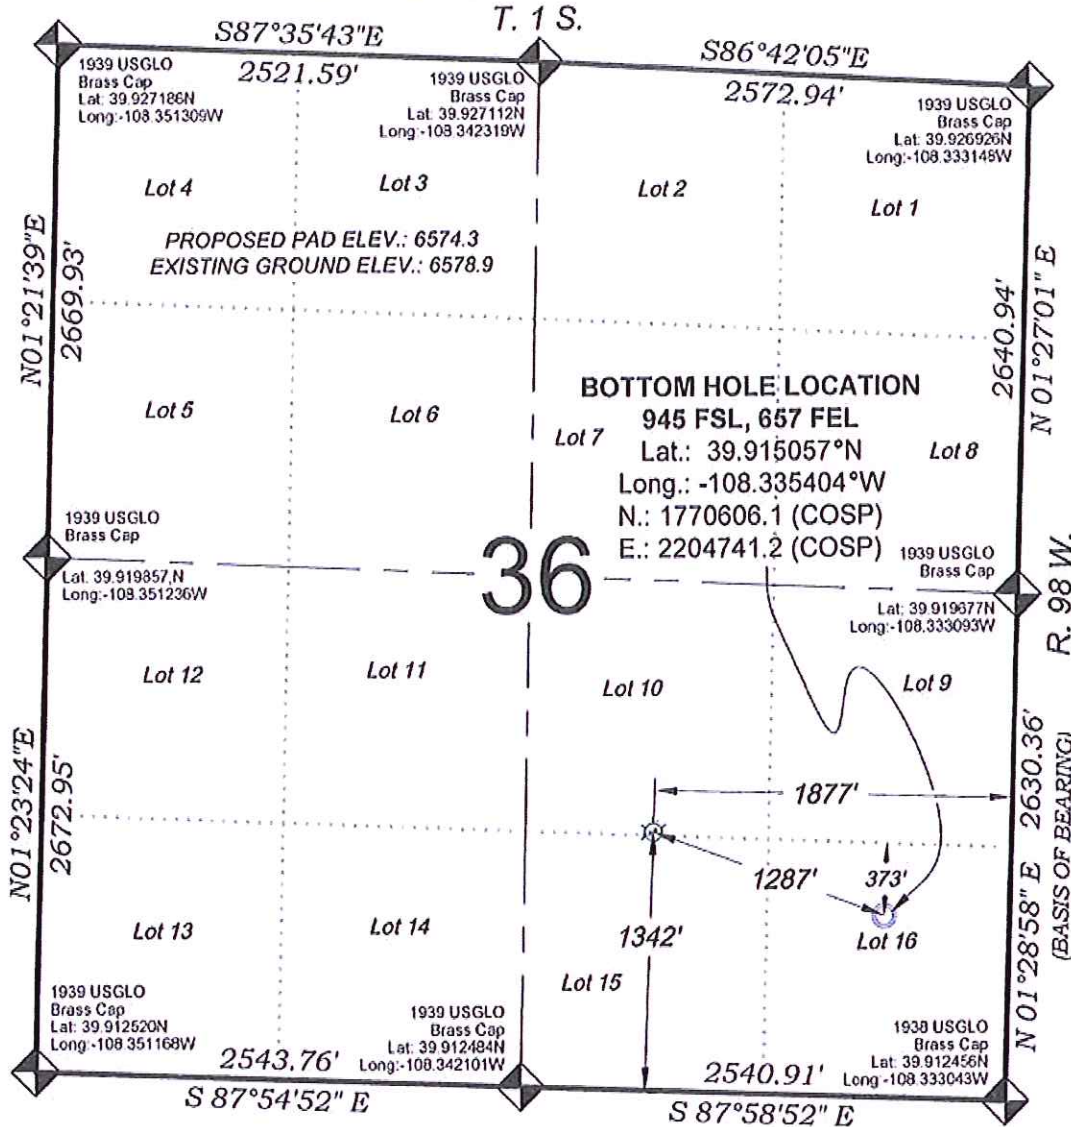 T. 1 S.
S87°35'43"E
S86°42'05"E
2521.59'
2572.94'
1939 USGLO
Brass Cap
Lat: 39.927186N
Long:-108.351309W
1939 USGLO
Brass Cap
Lat: 39.927112N
Long:-108.342319W
1939 USGLO
Brass Cap
Lat: 39.926926N
Long:-108.333148W
Lot 4
Lot 3
Lot 2
Lot 1
PROPOSED PAD ELEV.: 6574.3
EXISTING GROUND ELEV.: 6578.9
N01°21'39"E
2669.93'
2640.94'
N 01°27'01" E
BOTTOM HOLE LOCATION
945 FSL, 657 FEL
Lat.: 39.915057°N
Long.: -108.335404°W
N.: 1770606.1 (COSP)
E.: 2204741.2 (COSP)
Lot 5
Lot 6
Lot 7
Lot 8
1939 USGLO
Brass Cap
Lat. 39.919857,N
Long:-108.351236W
36
1939 USGLO
Brass Cap
Lat: 39.919677N
Long:-108.333093W
R. 98 W.
Lot 12
Lot 11
Lot 10
Lot 9
N01°23'24"E
2672.95'
1877'
1287'
373'
1342'
N 01°28'58" E 2630.36'
(BASIS OF BEARING)
Lot 13
Lot 14
Lot 15
Lot 16
1939 USGLO
Brass Cap
Lat: 39.912520N
Long:-108.351168W
1939 USGLO
Brass Cap
Lat: 39.912484N
Long:-108.342101W
1938 USGLO
Brass Cap
Lat: 39.912456N
Long:-108.333043W
2543.76'
2540.91'
S 87°54'52" E
S 87°58'52" E